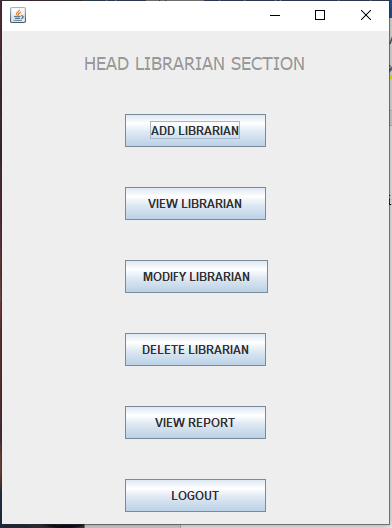 HEAD LIBRARIAN SECTION
ADD LIBRARIAN
VIEW LIBRARIAN
MODIFY LIBRARIAN
DELETE LIBRARIAN
VIEW REPORT
LOGOUT